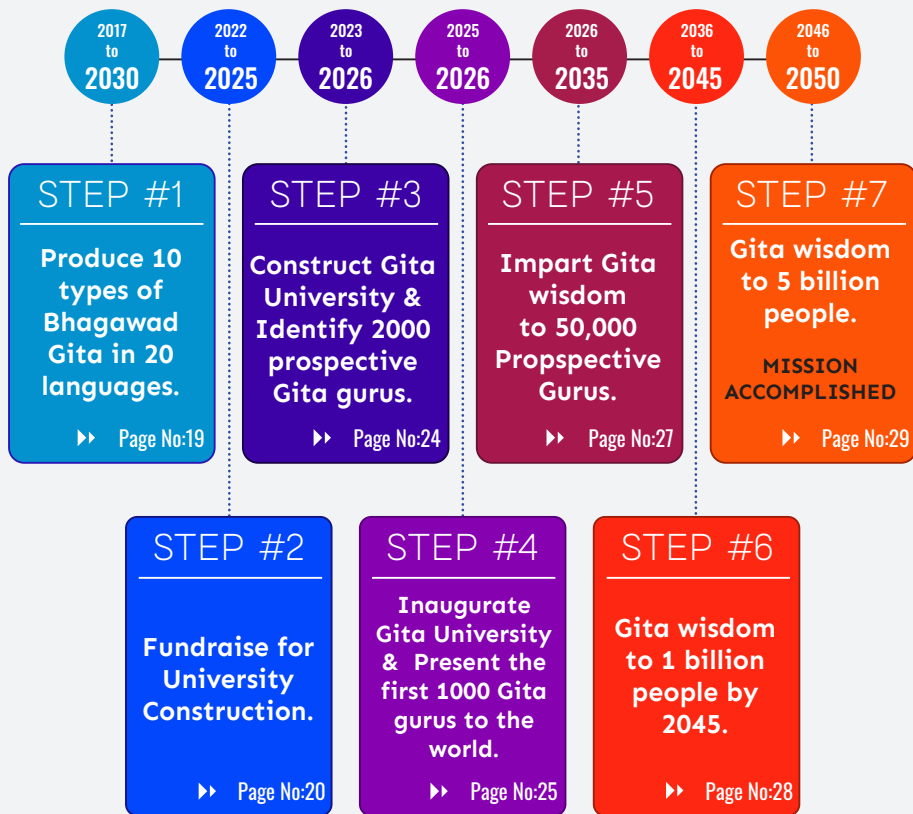 2017
to
2030
2022
to
2025
2023
to
2026
2025
to
2026
2026
to
2035
2036
to
2045
2046
to
2050
STEP #1
Produce 10
types of
Bhagawad
Gita in 20
languages.
Page No:19
STEP #3
Construct Gita
University &
Identify 2000
prospective
Gita gurus.
Page No:24
STEP #5
Impart Gita
wisdom
to 50,000
Propspective
Gurus.
Page No:27
STEP #7
Gita wisdom
to 5 billion
people.
MISSION
ACCOMPLISHED
Page No:29
STEP #2
Fundraise for
University
Construction.
Page No:20
STEP #4
Inaugurate
Gita University
& Present the
first 1000 Gita
gurus to the
world.
Page No:25
STEP #6
Gita wisdom
to 1 billion
people by
2045.
Page No:28